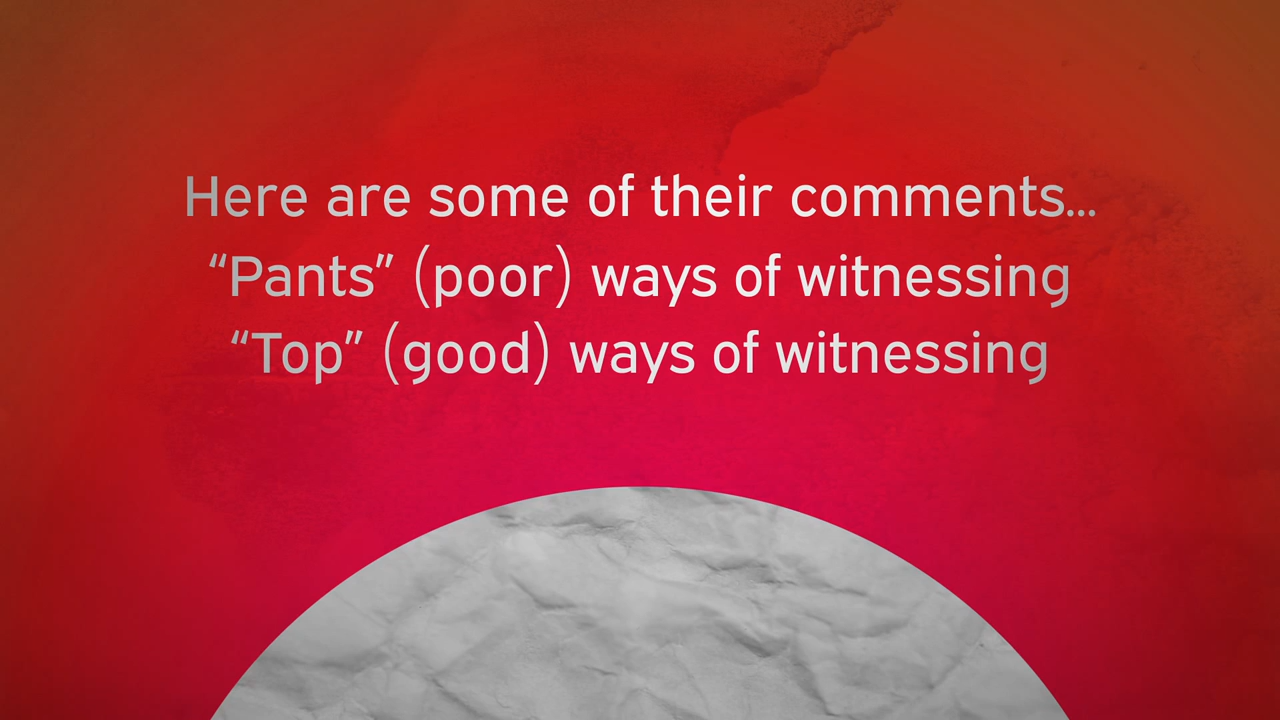 Here are some of their comments...
“Pants” (poor) ways of witnessing
“Top” (good) ways of witnessing